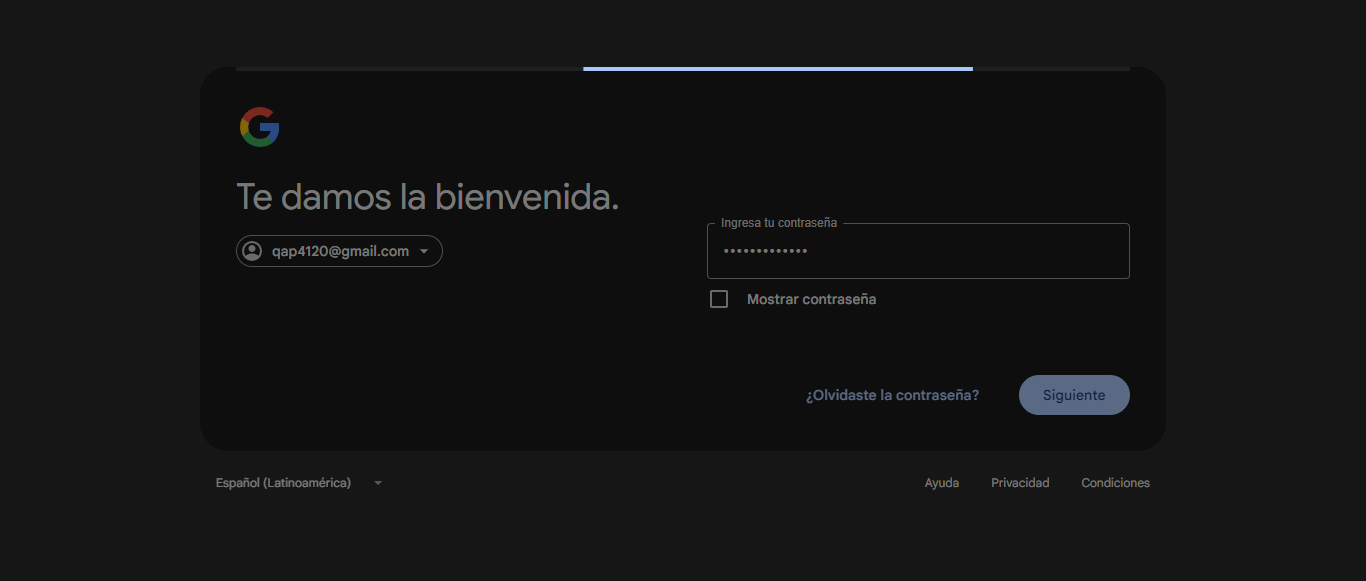 Te damos la bienvenida.
qap4120@gmail.com
Ingresa tu contraseña
•••••••••••••
Mostrar contraseña
¿Olvidaste la contraseña?
Siguiente
Español (Latinoamérica)
Ayuda
Privacidad
Condiciones